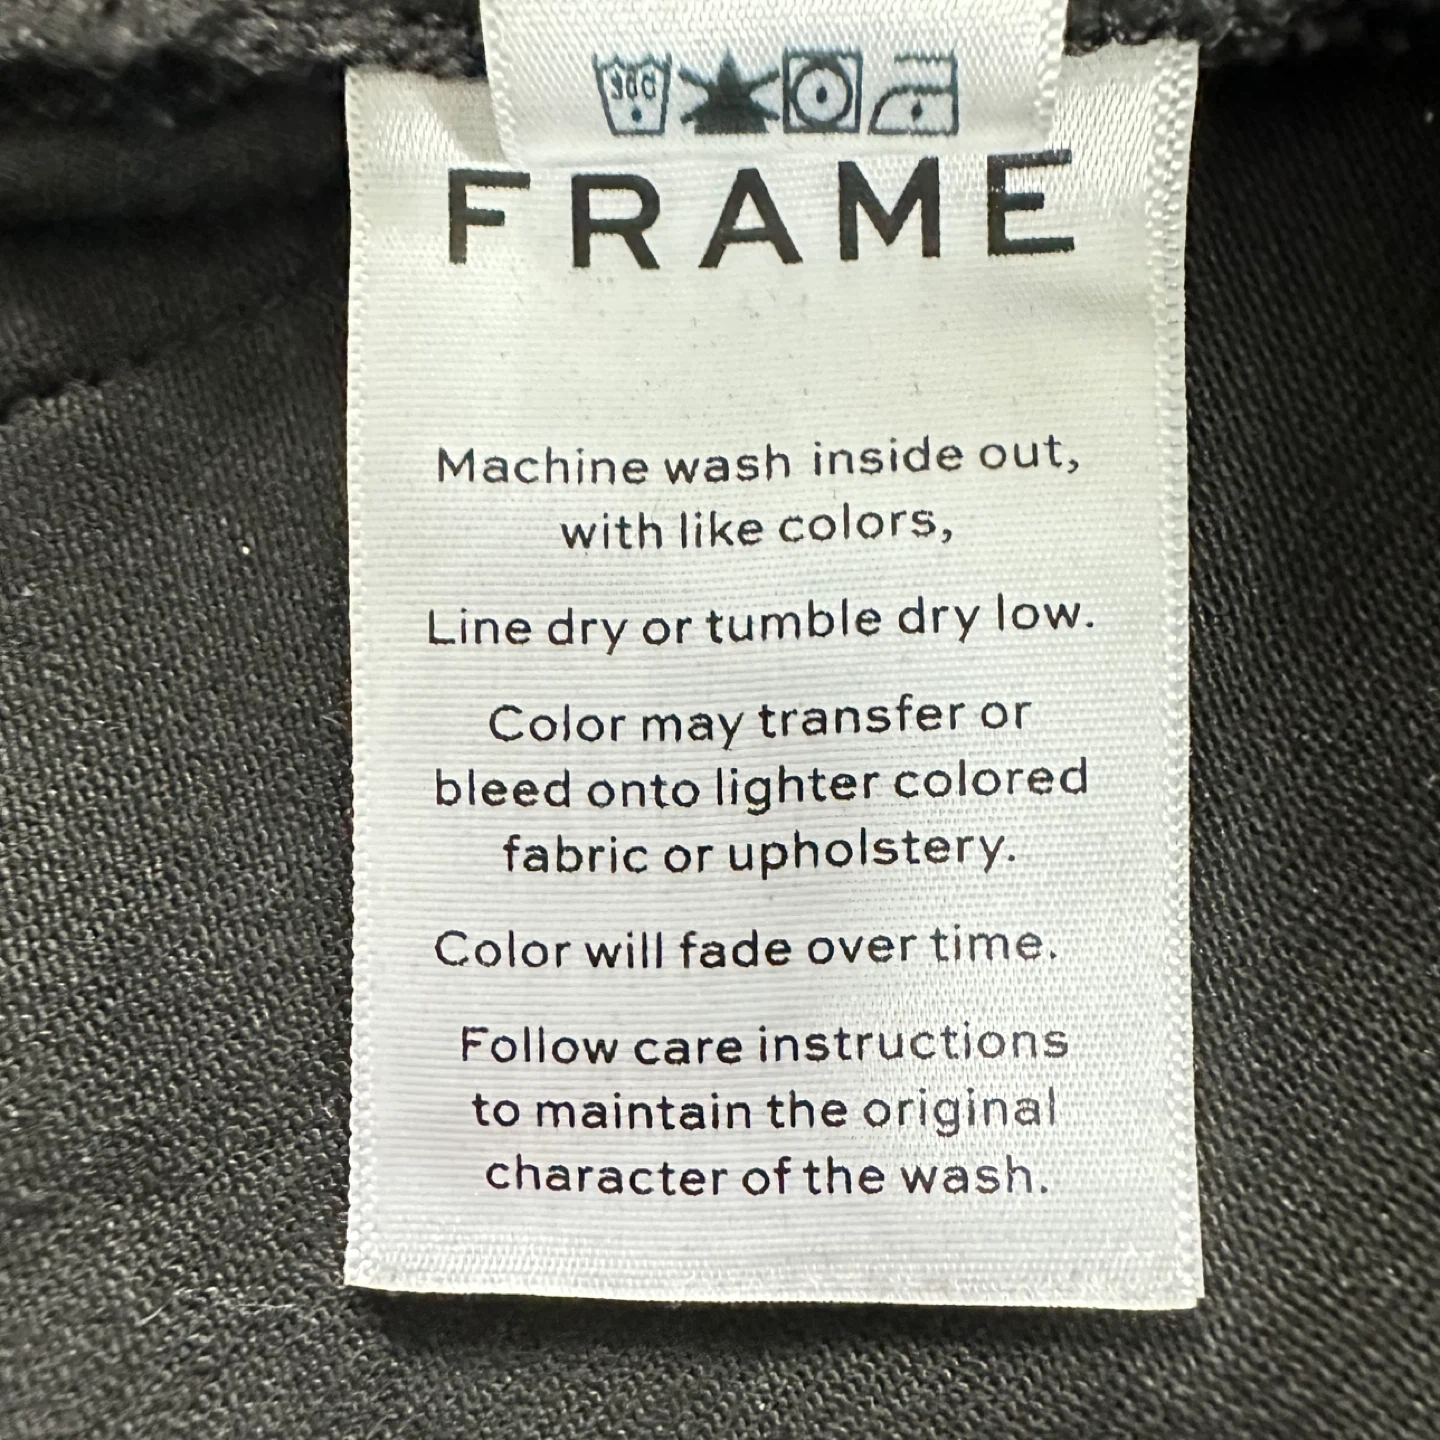 30C
FRAME
Machine wash inside out,
with like colors,
Line dry or tumble dry low.
Color may transfer or
bleed onto lighter colored
fabric or upholstery.
Color will fade over time.
Follow care instructions
to maintain the original
character of the wash.